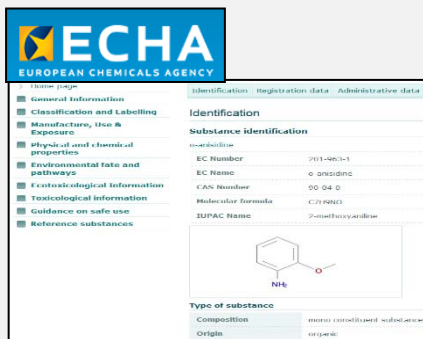 ECHA
EUROPEAN CHEMICALS AGENCY
Home page
General Information
Classification and Labelling
Manufacture, Use &
Exposure
Physical and chemical
properties
Environmental fate and
pathways
Ecotoxicological Information
Toxicological information
Guidance on safe use
Reference substances
Identification Registration data Administrative data
Identification
Substance identification
o-anisidine
EC Number 201-963-1
EC Name o-anisidine
CAS Number 90-04-0
Molecular formula C7H9NO
IUPAC Name 2-methoxyaniline
O
NH₂
Type of substance
Composition mono constituent substance
Origin organic